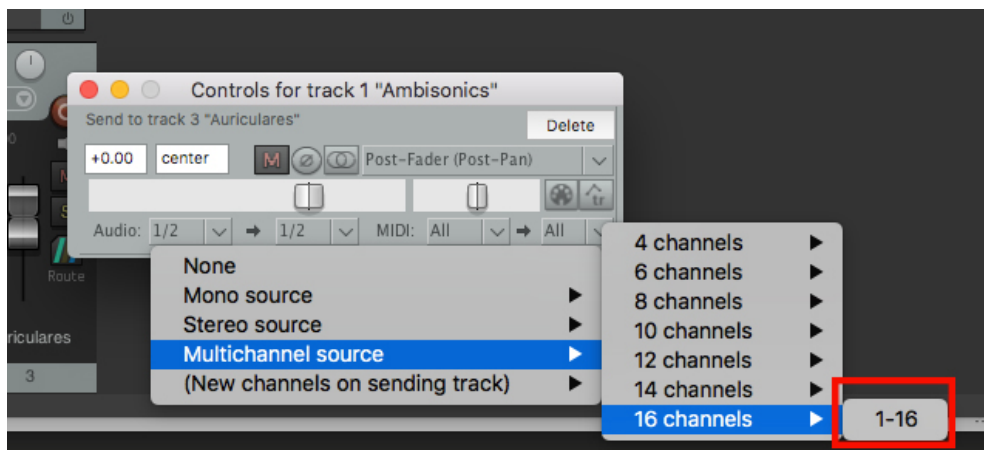 Controls for track 1 "Ambisonics"
Send to track 3 "Auriculares"
Delete
+0.00 center M Post-Fader (Post-Pan)
tr
Audio: 1/2 → 1/2 MIDI: All → All
None
Mono source
Stereo source
Multichannel source
(New channels on sending track)
4 channels
6 channels
8 channels
10 channels
12 channels
14 channels
16 channels
1-16
S
Route
riculares
3